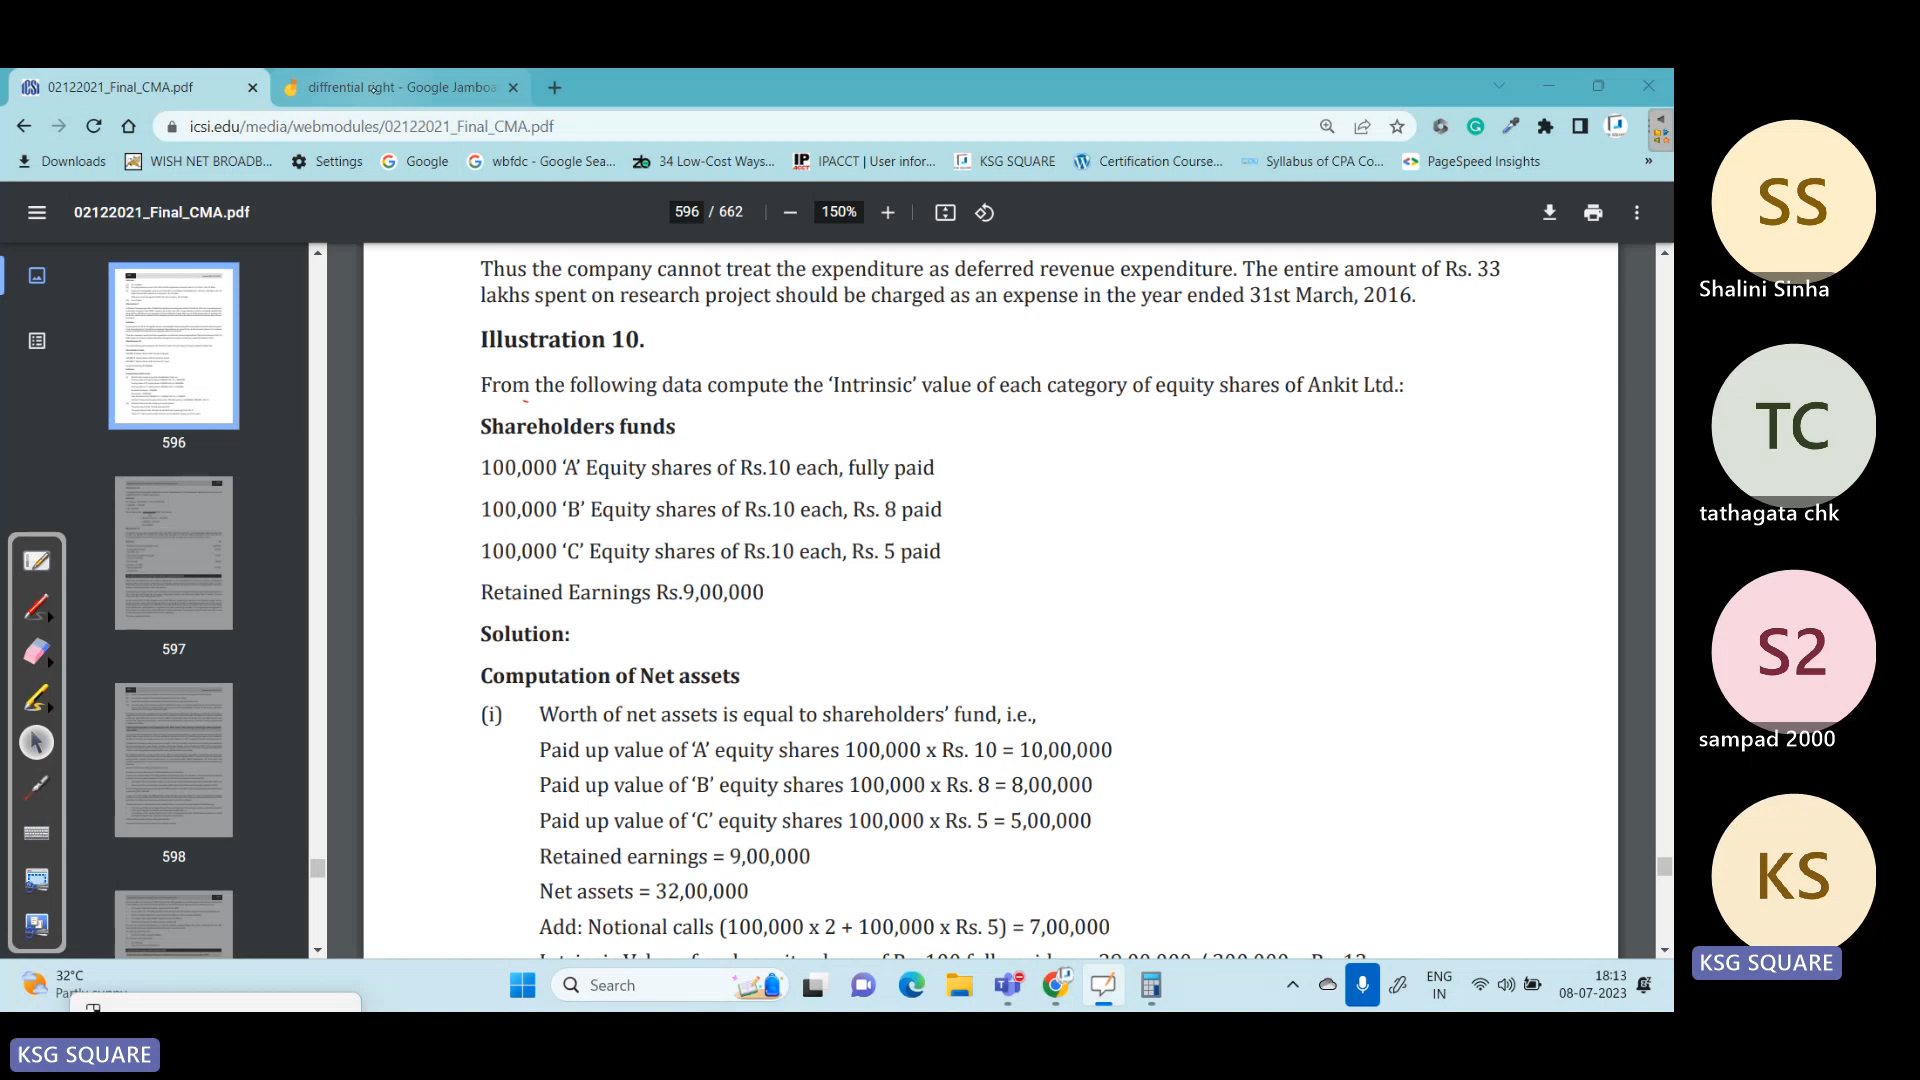 02122021_Final_CMA.pdf
diffrential right - Google Jamboa
icsi.edu/media/webmodules/02122021_Final_CMA.pdf
Downloads
WISH NET BROADB...
Settings
Google
wbfdc - Google Sea...
34 Low-Cost Ways...
IPACCT | User infor...
KSG SQUARE
Certification Course...
Syllabus of CPA Co...
PageSpeed Insights
02122021_Final_CMA.pdf
596 / 662
150%
Thus the company cannot treat the expenditure as deferred revenue expenditure. The entire amount of Rs. 33
lakhs spent on research project should be charged as an expense in the year ended 31st March, 2016.
Illustration 10.
From the following data compute the ‘Intrinsic’ value of each category of equity shares of Ankit Ltd.:
Shareholders funds
100,000 ‘A’ Equity shares of Rs.10 each, fully paid
100,000 ‘B’ Equity shares of Rs.10 each, Rs. 8 paid
100,000 ‘C’ Equity shares of Rs.10 each, Rs. 5 paid
Retained Earnings Rs.9,00,000
Solution:
Computation of Net assets
(i) Worth of net assets is equal to shareholders’ fund, i.e.,
Paid up value of ‘A’ equity shares 100,000 x Rs. 10 = 10,00,000
Paid up value of ‘B’ equity shares 100,000 x Rs. 8 = 8,00,000
Paid up value of ‘C’ equity shares 100,000 x Rs. 5 = 5,00,000
Retained earnings = 9,00,000
Net assets = 32,00,000
Add: Notional calls (100,000 x 2 + 100,000 x Rs. 5) = 7,00,000
596
597
598
SS
Shalini Sinha
TC
tathagata chk
S2
sampad 2000
KS
KSG SQUARE
32°C
Search
ENG
IN
18:13
08-07-2023
KSG SQUARE